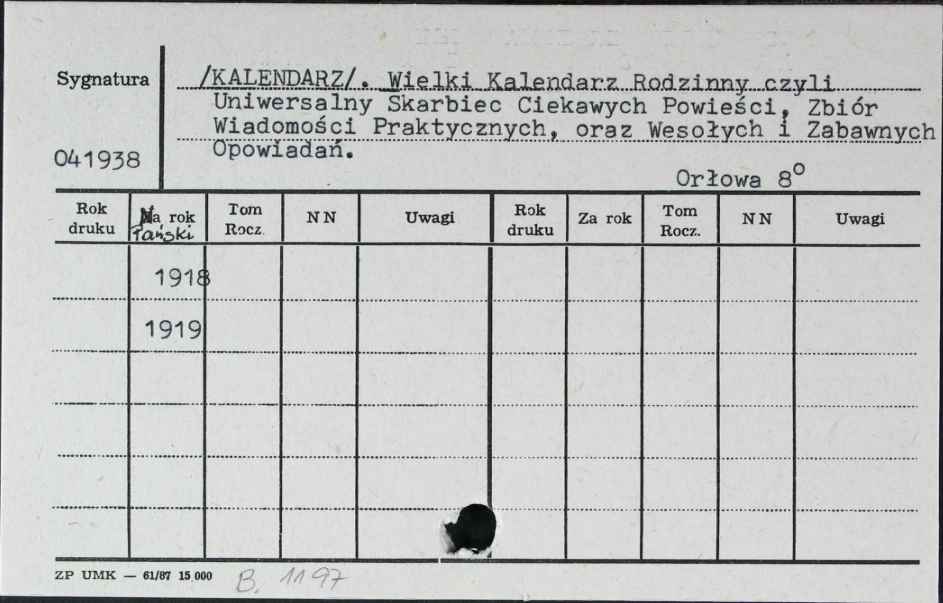 Sygnatura
/KALENDARZ/. Wielki Kalendarz Rodzinny czyli
Uniwersalny Skarbiec Ciekawych Powieści, Zbiór
Wiadomości Praktycznych, oraz Wesołych i Zabawnych
041938
Opowiadań.
Orłowa 8°
Rok druku Na rok Pański Tom Rocz. NN Uwagi Rok druku Za rok Tom Rocz. NN Uwagi
1918
1919
ZP UMK — 61/87 15 000 B. 1197